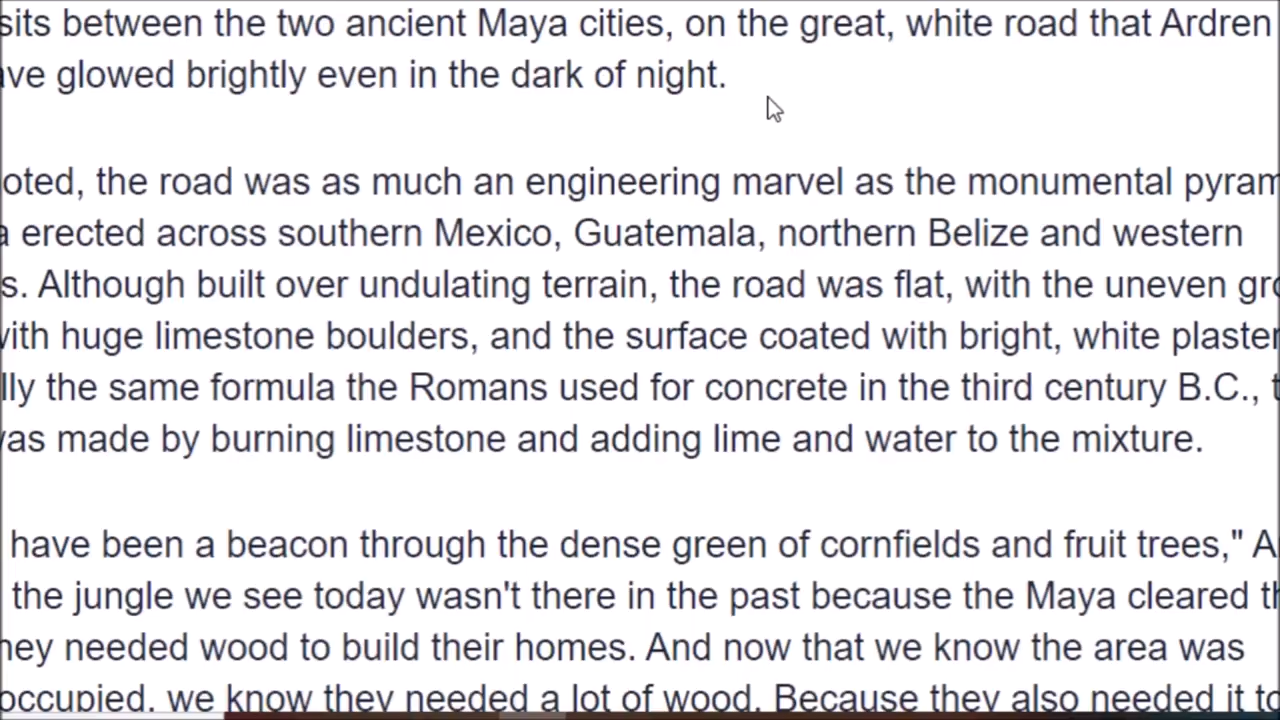 sits between the two ancient Maya cities, on the great, white road that Ardren
ve glowed brightly even in the dark of night.
oted, the road was as much an engineering marvel as the monumental pyram
erected across southern Mexico, Guatemala, northern Belize and western
s. Although built over undulating terrain, the road was flat, with the uneven gro
ith huge limestone boulders, and the surface coated with bright, white plaster
lly the same formula the Romans used for concrete in the third century B.C., t
as made by burning limestone and adding lime and water to the mixture.
have been a beacon through the dense green of cornfields and fruit trees," A
the jungle we see today wasn't there in the past because the Maya cleared th
hey needed wood to build their homes. And now that we know the area was
occupied, we know they needed a lot of wood. Because they also needed it to